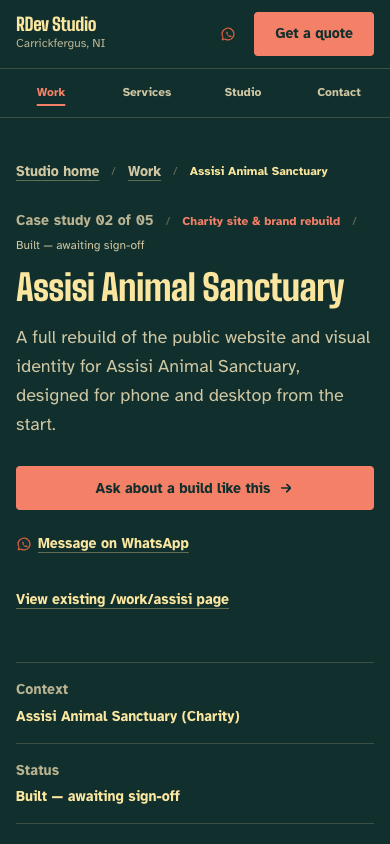 RDev Studio
Carrickfergus, NI
Get a quote
Work
Services
Studio
Contact
Studio home / Work / Assisi Animal Sanctuary
Case study 02 of 05 / Charity site & brand rebuild /
Built — awaiting sign-off
Assisi Animal Sanctuary
A full rebuild of the public website and visual
identity for Assisi Animal Sanctuary,
designed for phone and desktop from the
start.
Ask about a build like this →
Message on WhatsApp
View existing /work/assisi page
Context
Assisi Animal Sanctuary (Charity)
Status
Built — awaiting sign-off